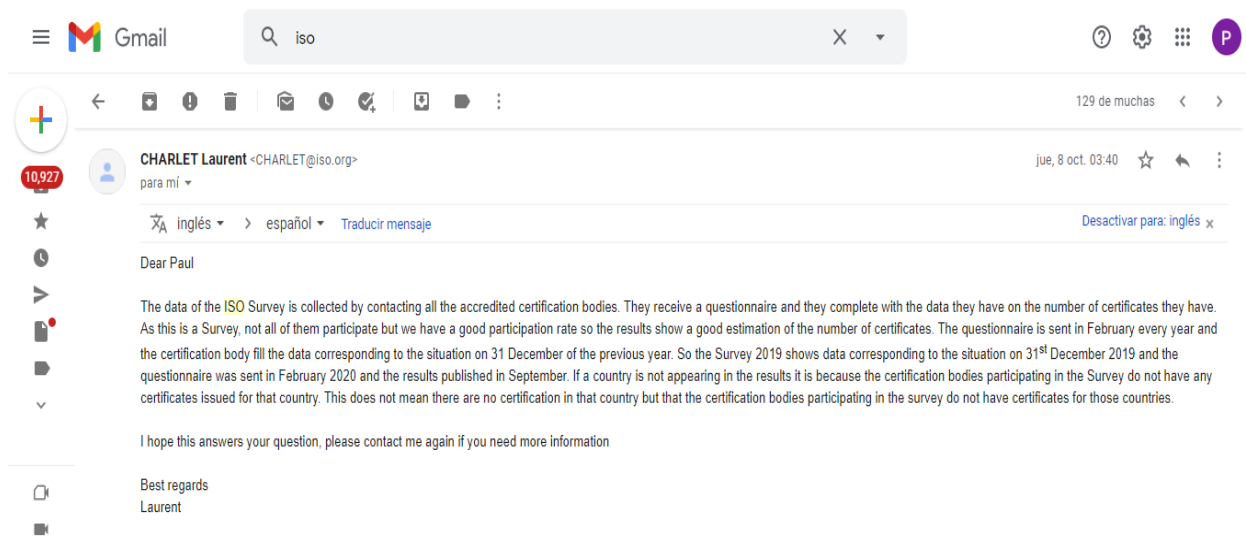 Gmail
iso
P
129 de muchas
10,927
CHARLET Laurent <CHARLET@iso.org>
jue, 8 oct. 03:40
para mí
inglés > español Traducir mensaje
Desactivar para: inglés x
Dear Paul
The data of the ISO Survey is collected by contacting all the accredited certification bodies. They receive a questionnaire and they complete with the data they have on the number of certificates they have.
As this is a Survey, not all of them participate but we have a good participation rate so the results show a good estimation of the number of certificates. The questionnaire is sent in February every year and
the certification body fill the data corresponding to the situation on 31 December of the previous year. So the Survey 2019 shows data corresponding to the situation on 31st December 2019 and the
questionnaire was sent in February 2020 and the results published in September. If a country is not appearing in the results it is because the certification bodies participating in the Survey do not have any
certificates issued for that country. This does not mean there are no certification in that country but that the certification bodies participating in the survey do not have certificates for those countries.
I hope this answers your question, please contact me again if you need more information
Best regards
Laurent